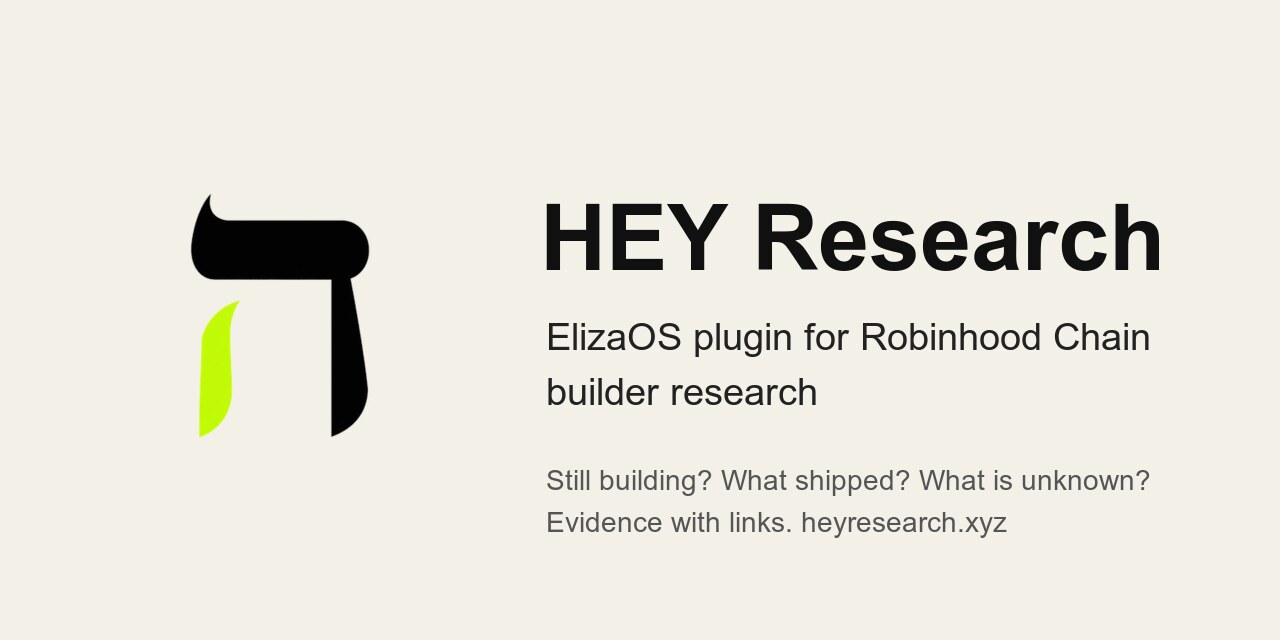 ה
HEY Research
ElizaOS plugin for Robinhood Chain
builder research
Still building? What shipped? What is unknown?
Evidence with links. heyresearch.xyz